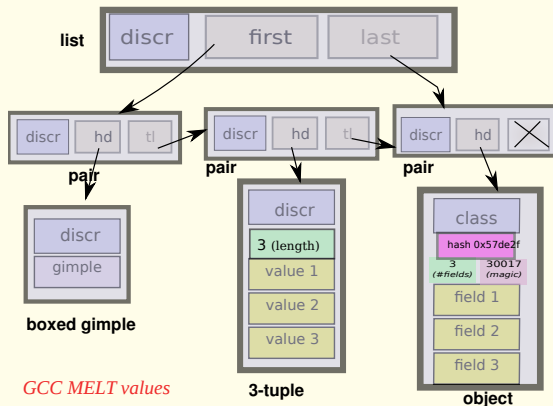 list
discr
first
last
discr
hd
tl
pair
discr
hd
tl
pair
discr
hd
pair
discr
gimple
boxed gimple
discr
3 (length)
value 1
value 2
value 3
3-tuple
class
hash 0x57de2f
3
(#fields)
30017
(magic)
field 1
field 2
field 3
object
GCC MELT values